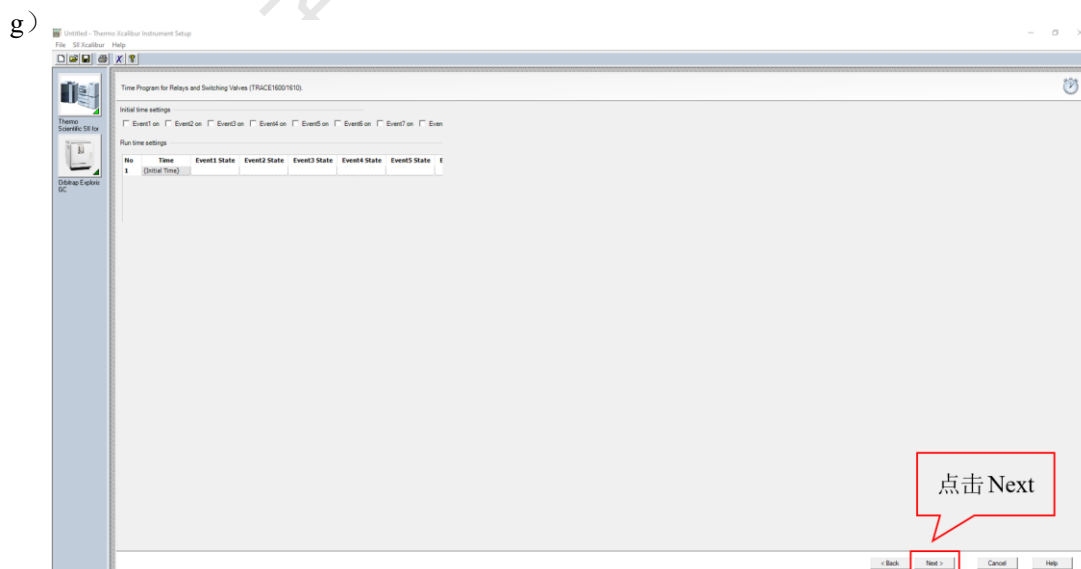 g）
Untitled - Thermo Xcalibur Instrument Setup
File SII Xcalibur Help
Thermo
Scientific SII for
Orbitrap Exploris
GC
Time Program for Relays and Switching Valves (TRACE1600/1610).
Initial time settings
Event1 on Event2 on Event3 on Event4 on Event5 on Event6 on Event7 on Even
Run time settings
No Time Event1 State Event2 State Event3 State Event4 State Event5 State E
1 (Initial Time)
点击 Next
< Back Next > Cancel Help